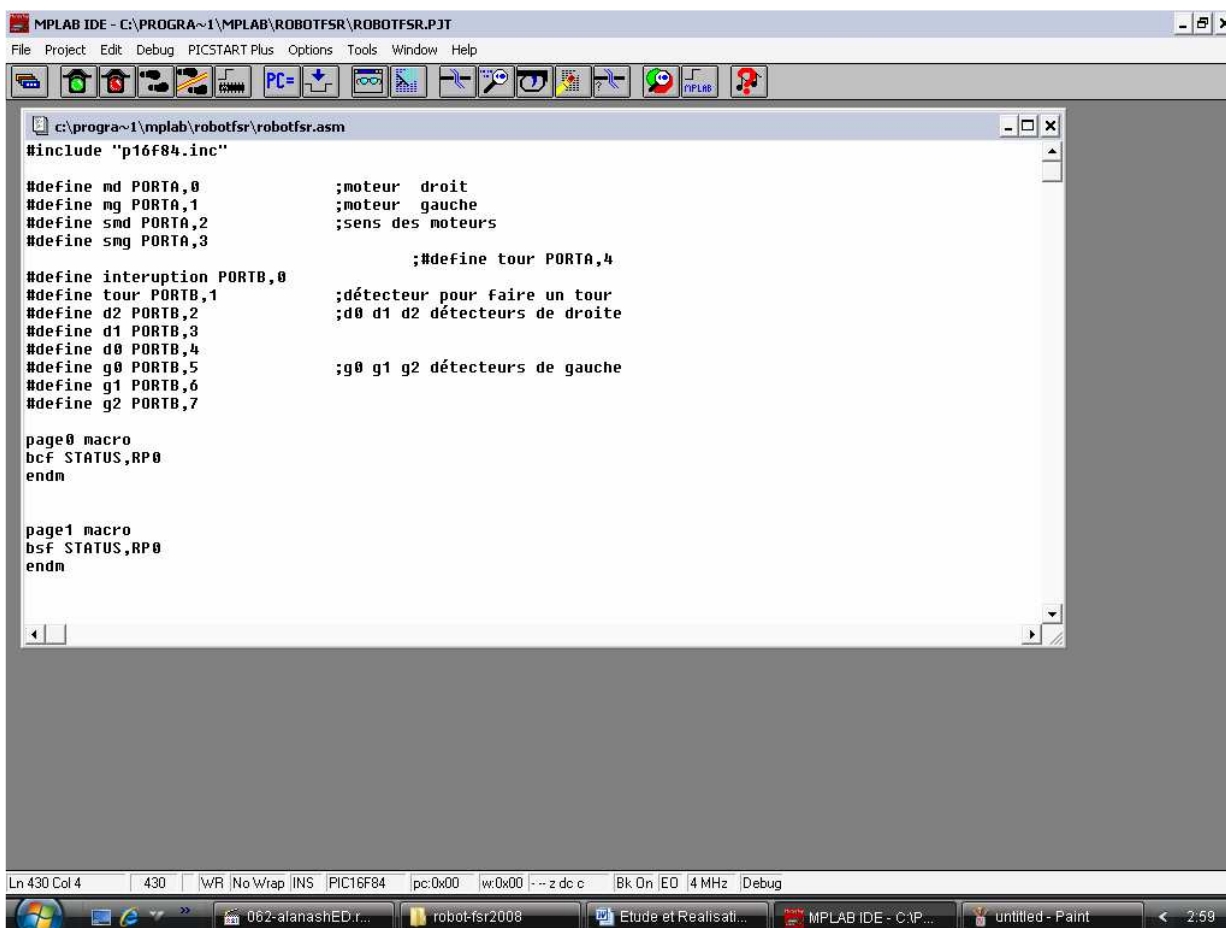 MPLAB IDE - C:\PROGRA~1\MPLAB\ROBOTFSR\ROBOTFSR.PJT
File Project Edit Debug PICSTART Plus Options Tools Window Help
PC=
MPLAB
c:\progra~1\mplab\robotfsr\robotfsr.asm
#include "p16f84.inc"
#define md PORTA,0 ;moteur droit
#define mg PORTA,1 ;moteur gauche
#define smd PORTA,2 ;sens des moteurs
#define smg PORTA,3
;#define tour PORTA,4
#define interuption PORTB,0
#define tour PORTB,1 ;détecteur pour faire un tour
#define d2 PORTB,2 ;d0 d1 d2 détecteurs de droite
#define d1 PORTB,3
#define d0 PORTB,4
#define g0 PORTB,5 ;g0 g1 g2 détecteurs de gauche
#define g1 PORTB,6
#define g2 PORTB,7
page0 macro
bcf STATUS,RP0
endm
page1 macro
bsf STATUS,RP0
endm
Ln 430 Col 4 430 WR No Wrap INS PIC16F84 pc:0x00 w:0x00 - -- z dc c Bk On EO 4 MHz Debug
062-alanashED.r... robot-fsr2008 Etude et Realisati... MPLAB IDE - C:\P... untitled - Paint 2:59